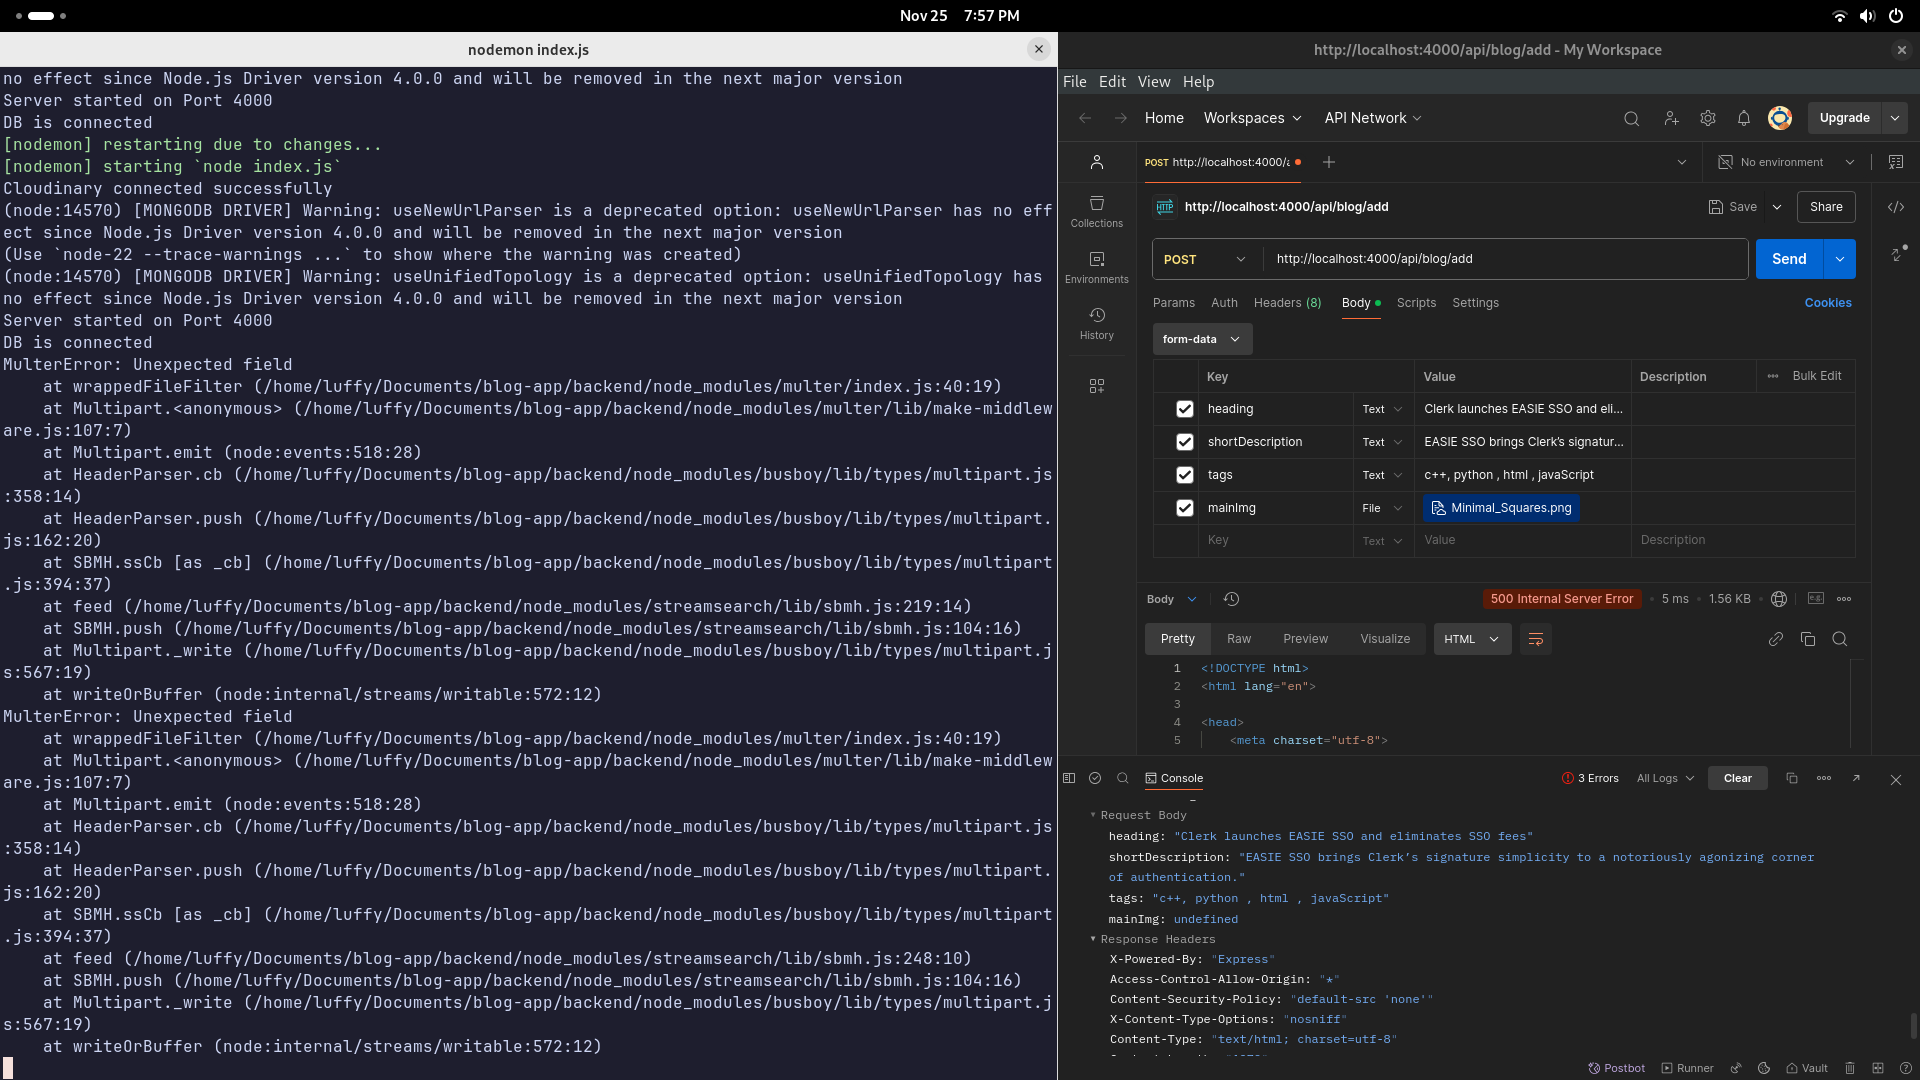 Nov 25 7:57 PM
nodemon index.js
no effect since Node.js Driver version 4.0.0 and will be removed in the next major version
Server started on Port 4000
DB is connected
[nodemon] restarting due to changes...
[nodemon] starting `node index.js`
Cloudinary connected successfully
(node:14570) [MONGODB DRIVER] Warning: useNewUrlParser is a deprecated option: useNewUrlParser has no eff
ect since Node.js Driver version 4.0.0 and will be removed in the next major version
(Use `node-22 --trace-warnings ...` to show where the warning was created)
(node:14570) [MONGODB DRIVER] Warning: useUnifiedTopology is a deprecated option: useUnifiedTopology has
no effect since Node.js Driver version 4.0.0 and will be removed in the next major version
Server started on Port 4000
DB is connected
MulterError: Unexpected field
at wrappedFileFilter (/home/luffy/Documents/blog-app/backend/node_modules/multer/index.js:40:19)
at Multipart.<anonymous> (/home/luffy/Documents/blog-app/backend/node_modules/multer/lib/make-middlew
are.js:107:7)
at Multipart.emit (node:events:518:28)
at HeaderParser.cb (/home/luffy/Documents/blog-app/backend/node_modules/busboy/lib/types/multipart.js
:358:14)
at HeaderParser.push (/home/luffy/Documents/blog-app/backend/node_modules/busboy/lib/types/multipart.
js:162:20)
at SBMH.ssCb [as _cb] (/home/luffy/Documents/blog-app/backend/node_modules/busboy/lib/types/multipart
.js:394:37)
at feed (/home/luffy/Documents/blog-app/backend/node_modules/streamsearch/lib/sbmh.js:219:14)
at SBMH.push (/home/luffy/Documents/blog-app/backend/node_modules/streamsearch/lib/sbmh.js:104:16)
at Multipart._write (/home/luffy/Documents/blog-app/backend/node_modules/busboy/lib/types/multipart.j
s:567:19)
at writeOrBuffer (node:internal/streams/writable:572:12)
MulterError: Unexpected field
at wrappedFileFilter (/home/luffy/Documents/blog-app/backend/node_modules/multer/index.js:40:19)
at Multipart.<anonymous> (/home/luffy/Documents/blog-app/backend/node_modules/multer/lib/make-middlew
are.js:107:7)
at Multipart.emit (node:events:518:28)
at HeaderParser.cb (/home/luffy/Documents/blog-app/backend/node_modules/busboy/lib/types/multipart.js
:358:14)
at HeaderParser.push (/home/luffy/Documents/blog-app/backend/node_modules/busboy/lib/types/multipart.
js:162:20)
at SBMH.ssCb [as _cb] (/home/luffy/Documents/blog-app/backend/node_modules/busboy/lib/types/multipart
.js:394:37)
at feed (/home/luffy/Documents/blog-app/backend/node_modules/streamsearch/lib/sbmh.js:248:10)
at SBMH.push (/home/luffy/Documents/blog-app/backend/node_modules/streamsearch/lib/sbmh.js:104:16)
at Multipart._write (/home/luffy/Documents/blog-app/backend/node_modules/busboy/lib/types/multipart.j
s:567:19)
at writeOrBuffer (node:internal/streams/writable:572:12)
http://localhost:4000/api/blog/add - My Workspace
File Edit View Help
Home Workspaces API Network Upgrade
POST http://localhost:4000/a No environment
HTTP http://localhost:4000/api/blog/add Save Share
Collections
Environments
History
POST http://localhost:4000/api/blog/add Send
Params Auth Headers (8) Body Scripts Settings Cookies
form-data
Key Value Description Bulk Edit
heading Text Clerk launches EASIE SSO and eli...
shortDescription Text EASIE SSO brings Clerk’s signatur...
tags Text c++, python , html , javaScript
mainImg File Minimal_Squares.png
Key Text Value Description
Body 500 Internal Server Error 5 ms 1.56 KB
Pretty Raw Preview Visualize HTML
1 <!DOCTYPE html>
2 <html lang="en">
3
4 <head>
5 <meta charset="utf-8">
Console 3 Errors All Logs Clear
Request Body
heading: "Clerk launches EASIE SSO and eliminates SSO fees"
shortDescription: "EASIE SSO brings Clerk’s signature simplicity to a notoriously agonizing corner
of authentication."
tags: "c++, python , html , javaScript"
mainImg: undefined
Response Headers
X-Powered-By: "Express"
Access-Control-Allow-Origin: "*"
Content-Security-Policy: "default-src 'none'"
X-Content-Type-Options: "nosniff"
Content-Type: "text/html; charset=utf-8"
Postbot Runner Vault